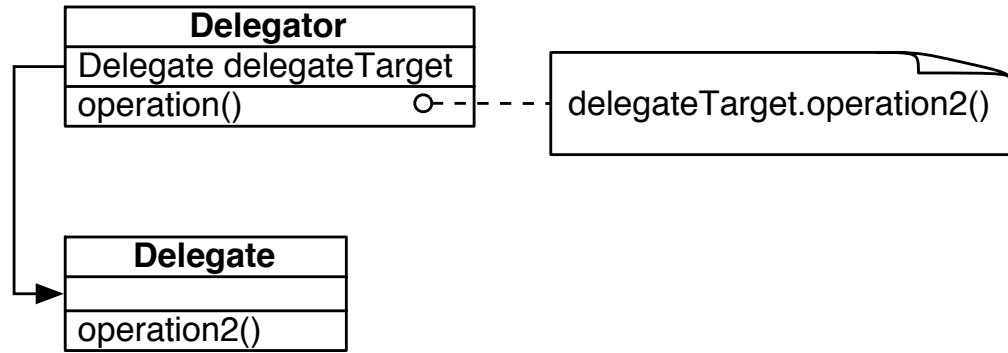 Delegator
Delegate delegateTarget
operation()
delegateTarget.operation2()
Delegate
operation2()